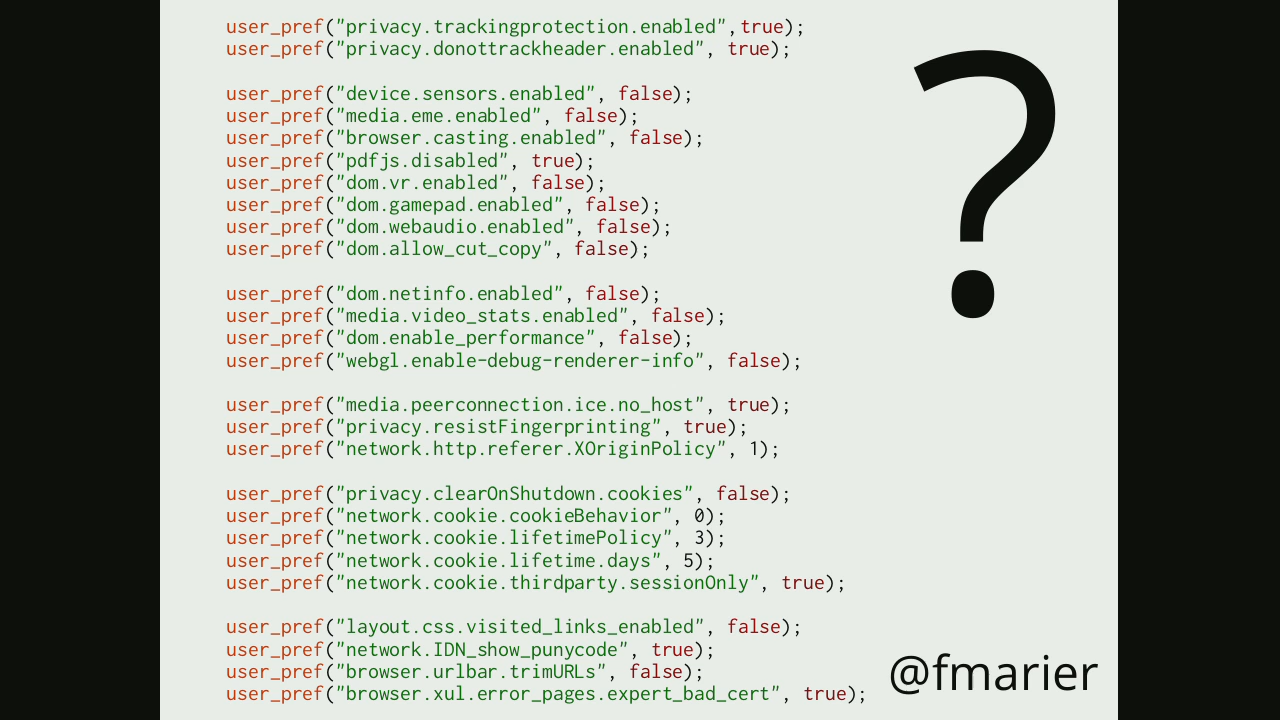 user_pref("privacy.trackingprotection.enabled",true);
user_pref("privacy.donottrackheader.enabled", true);
user_pref("device.sensors.enabled", false);
user_pref("media.eme.enabled", false);
user_pref("browser.casting.enabled", false);
user_pref("pdfjs.disabled", true);
user_pref("dom.vr.enabled", false);
user_pref("dom.gamepad.enabled", false);
user_pref("dom.webaudio.enabled", false);
user_pref("dom.allow_cut_copy", false);
user_pref("dom.netinfo.enabled", false);
user_pref("media.video_stats.enabled", false);
user_pref("dom.enable_performance", false);
user_pref("webgl.enable-debug-renderer-info", false);
user_pref("media.peerconnection.ice.no_host", true);
user_pref("privacy.resistFingerprinting", true);
user_pref("network.http.referer.XOriginPolicy", 1);
user_pref("privacy.clearOnShutdown.cookies", false);
user_pref("network.cookie.cookieBehavior", 0);
user_pref("network.cookie.lifetimePolicy", 3);
user_pref("network.cookie.lifetime.days", 5);
user_pref("network.cookie.thirdparty.sessionOnly", true);
user_pref("layout.css.visited_links_enabled", false);
user_pref("network.IDN_show_punycode", true);
user_pref("browser.urlbar.trimURLs", false);
user_pref("browser.xul.error_pages.expert_bad_cert", true);
?
@fmarier